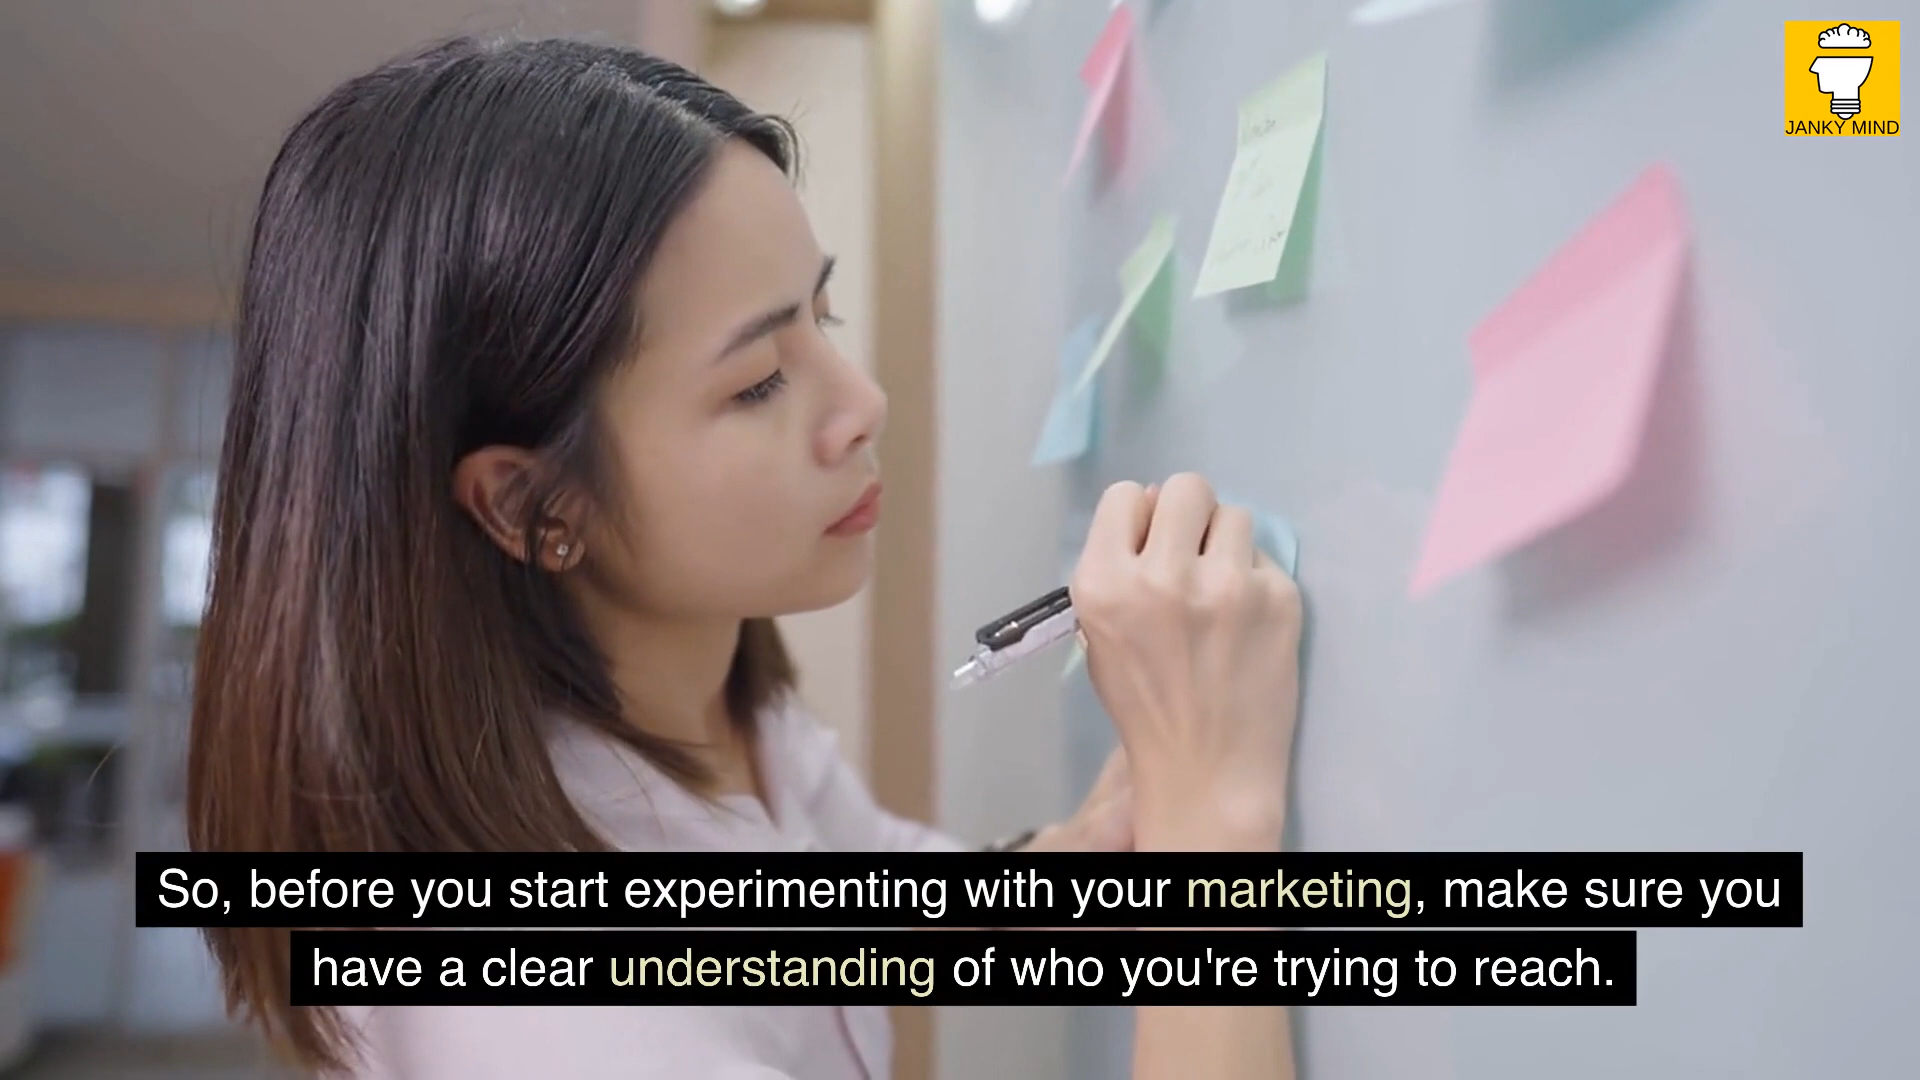 JANKY MIND
So, before you start experimenting with your marketing, make sure you
have a clear understanding of who you're trying to reach.